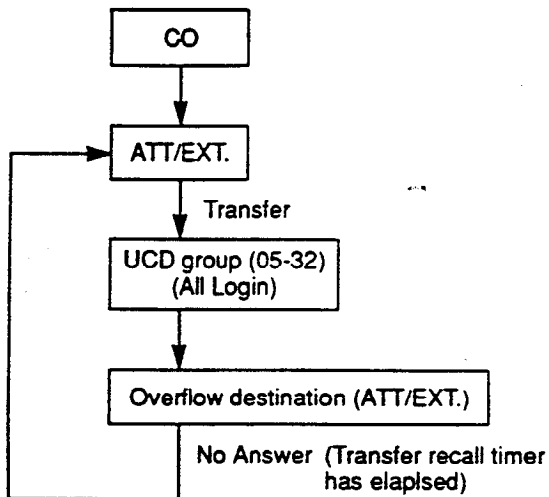 CO
ATT/EXT.
Transfer
UCD group (05-32)
(All Login)
Overflow destination (ATT/EXT.)
No Answer (Transfer recall timer
has elaplsed)